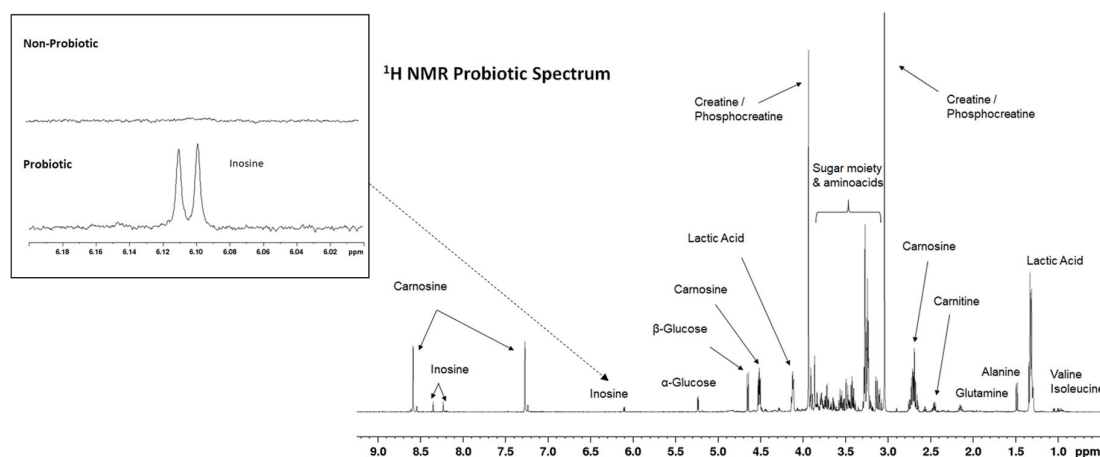 Non-Probiotic
Probiotic
Inosine
6.18 6.16 6.14 6.12 6.10 6.08 6.06 6.04 6.02 ppm
1H NMR Probiotic Spectrum
Creatine /
Phosphocreatine
Creatine /
Phosphocreatine
Sugar moiety
& aminoacids
Lactic Acid
Carnosine
Lactic Acid
Carnosine
Carnosine
Carnitine
β-Glucose
Inosine
Alanine
Valine
Isoleucine
α-Glucose
Inosine
Glutamine
9.0 8.5 8.0 7.5 7.0 6.5 6.0 5.5 5.0 4.5 4.0 3.5 3.0 2.5 2.0 1.5 1.0 ppm